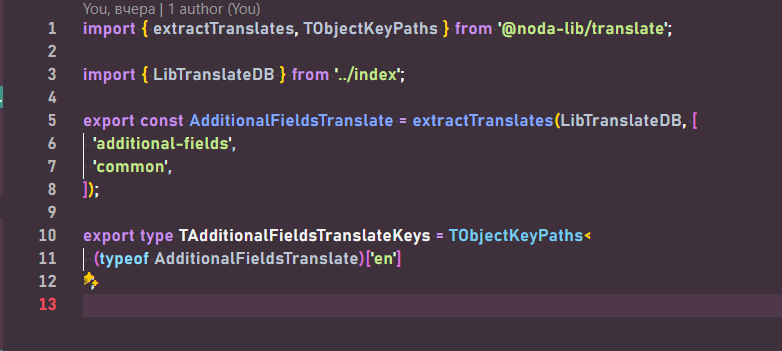 You, вчера | 1 author (You)
1 import { extractTranslates, TObjectKeyPaths } from '@noda-lib/translate';
2
3 import { LibTranslateDB } from '../index';
4
5 export const AdditionalFieldsTranslate = extractTranslates(LibTranslateDB, [
6 'additional-fields',
7 'common',
8 ]);
9
10 export type TAdditionalFieldsTranslateKeys = TObjectKeyPaths<
11 (typeof AdditionalFieldsTranslate)['en']
12 >;
13